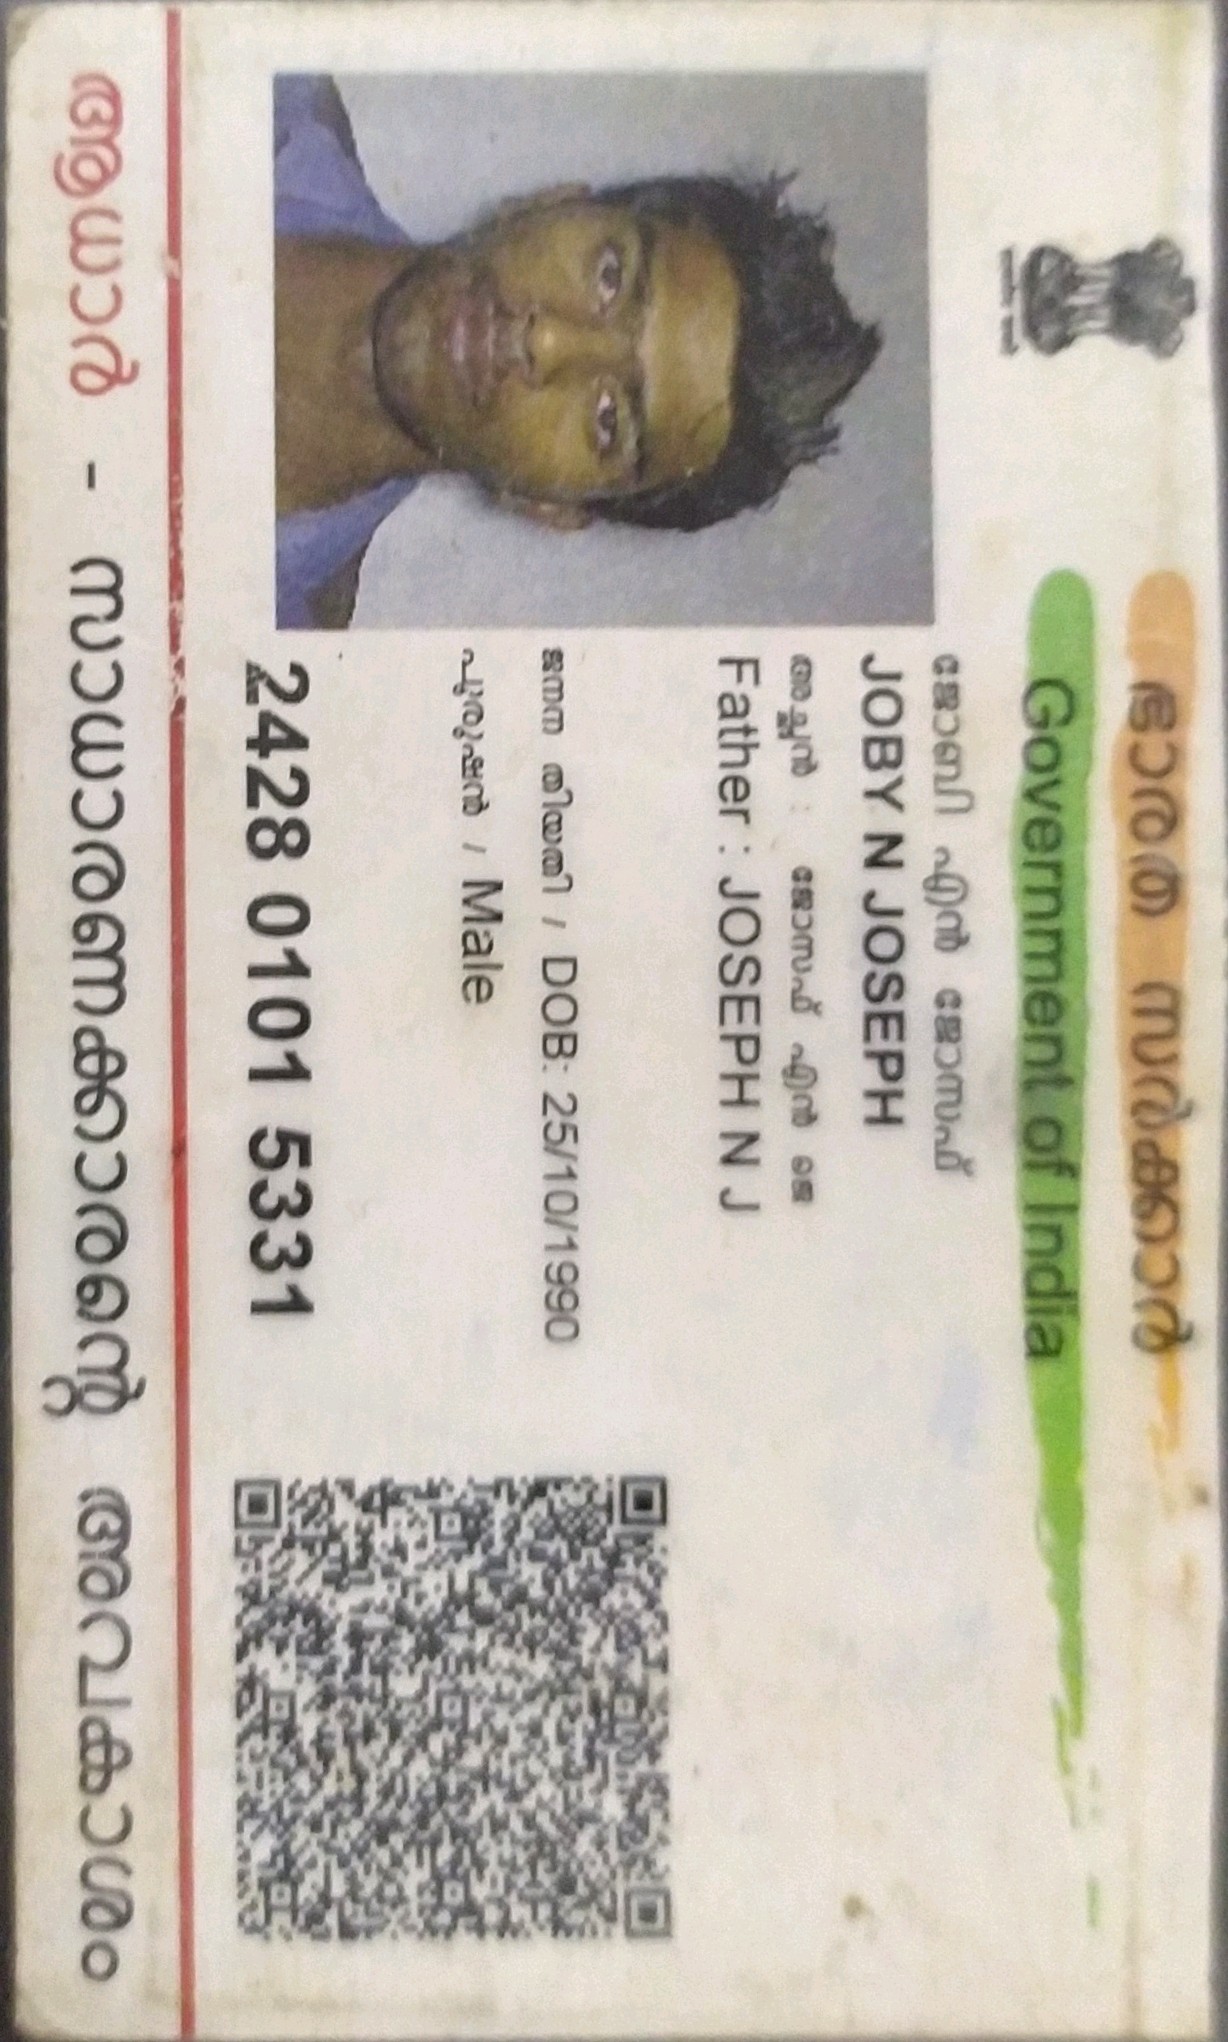 ഭാരത സർക്കാർ
Government of India
ജോബി എൻ ജോസഫ്
JOBY N JOSEPH
അച്ഛൻ : ജോസഫ് എൻ ജെ
Father : JOSEPH N J
ജനന തിയതി / DOB: 25/10/1990
പുരുഷൻ / Male
2428 0101 5331
ആധാർ - സാധാരണക്കാരന്റെ അവകാശം